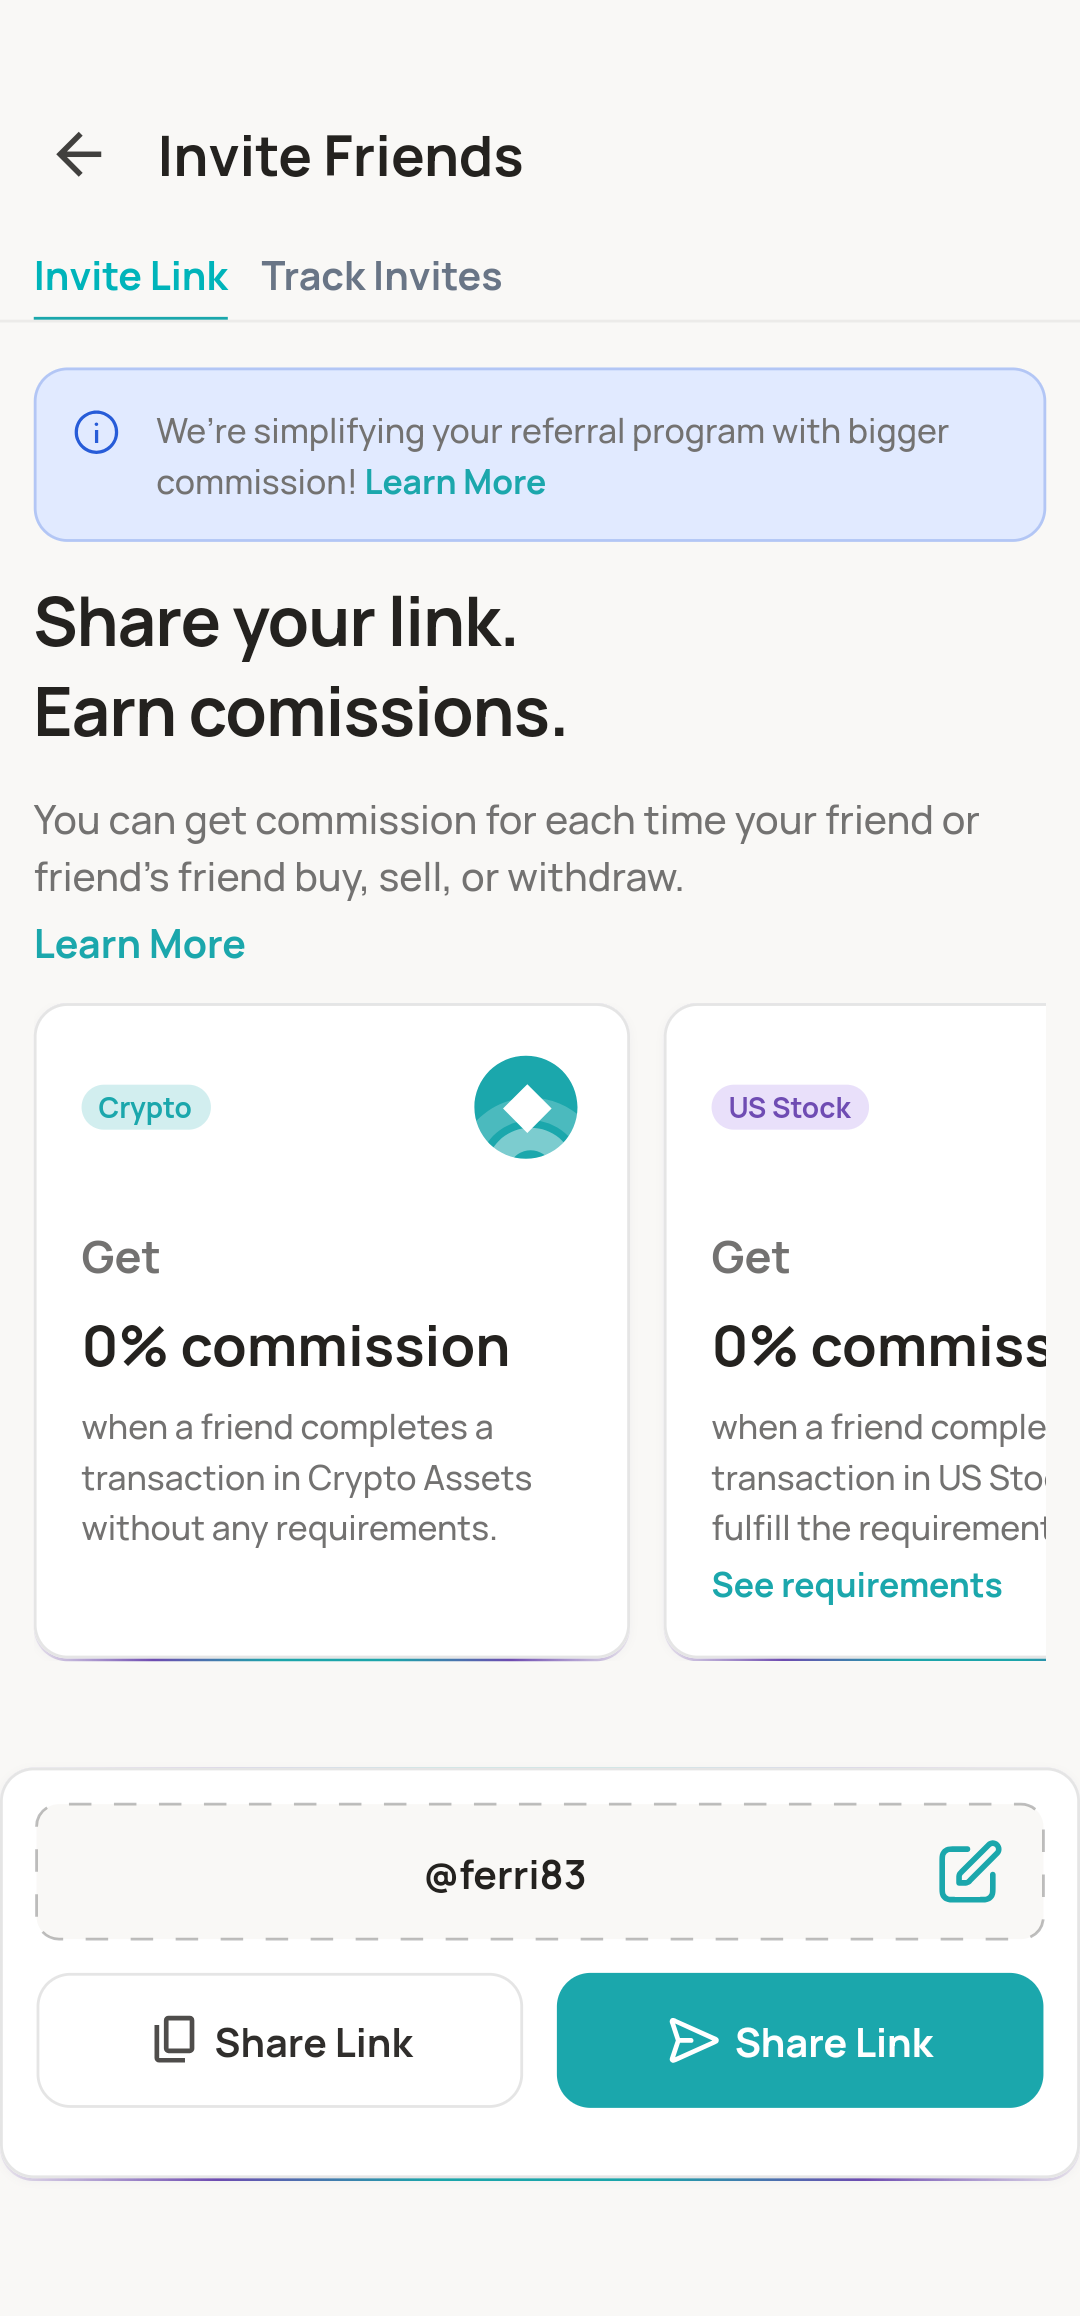 Invite Friends
Invite Link
Track Invites
We're simplifying your referral program with bigger
commission! Learn More
Share your link.
Earn comissions.
You can get commission for each time your friend or
friend's friend buy, sell, or withdraw.
Learn More
Crypto
Get
0% commission
when a friend completes a
transaction in Crypto Assets
without any requirements.
US Stock
Get
0% commiss
when a friend comple
transaction in US Sto
fulfill the requirement
See requirements
@ferri83
Share Link
Share Link